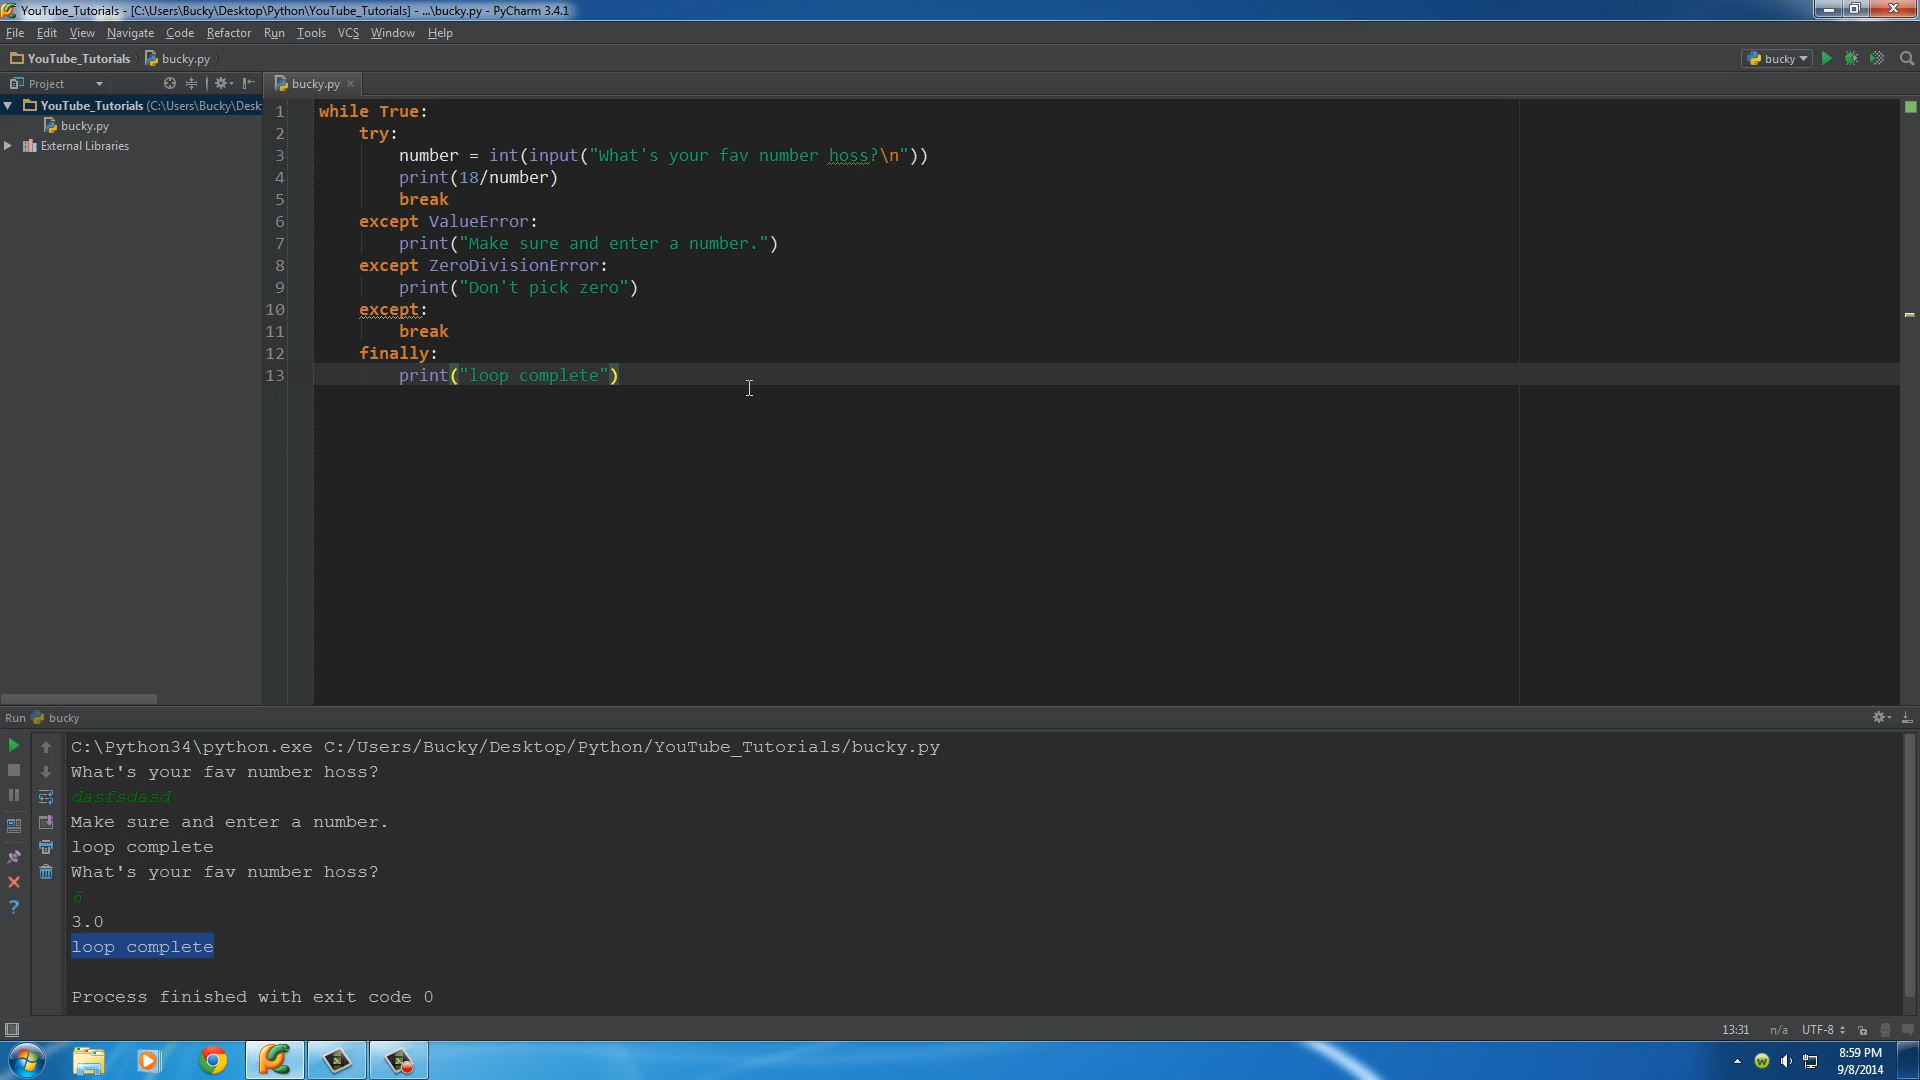 YouTube_Tutorials - [C:\Users\Bucky\Desktop\Python\YouTube_Tutorials] - ...\bucky.py - PyCharm 3.4.1
File Edit View Navigate Code Refactor Run Tools VCS Window Help
YouTube_Tutorials bucky.py bucky
Project bucky.py
YouTube_Tutorials (C:\Users\Bucky\Desk
bucky.py
External Libraries
1 while True:
2 try:
3 number = int(input("What's your fav number hoss?\n"))
4 print(18/number)
5 break
6 except ValueError:
7 print("Make sure and enter a number.")
8 except ZeroDivisionError:
9 print("Don't pick zero")
10 except:
11 break
12 finally:
13 print("loop complete")
Run bucky
C:\Python34\python.exe C:/Users/Bucky/Desktop/Python/YouTube_Tutorials/bucky.py
What's your fav number hoss?
dasfsdasd
Make sure and enter a number.
loop complete
What's your fav number hoss?
6
3.0
loop complete
Process finished with exit code 0
13:31 n/a UTF-8
8:59 PM
9/8/2014